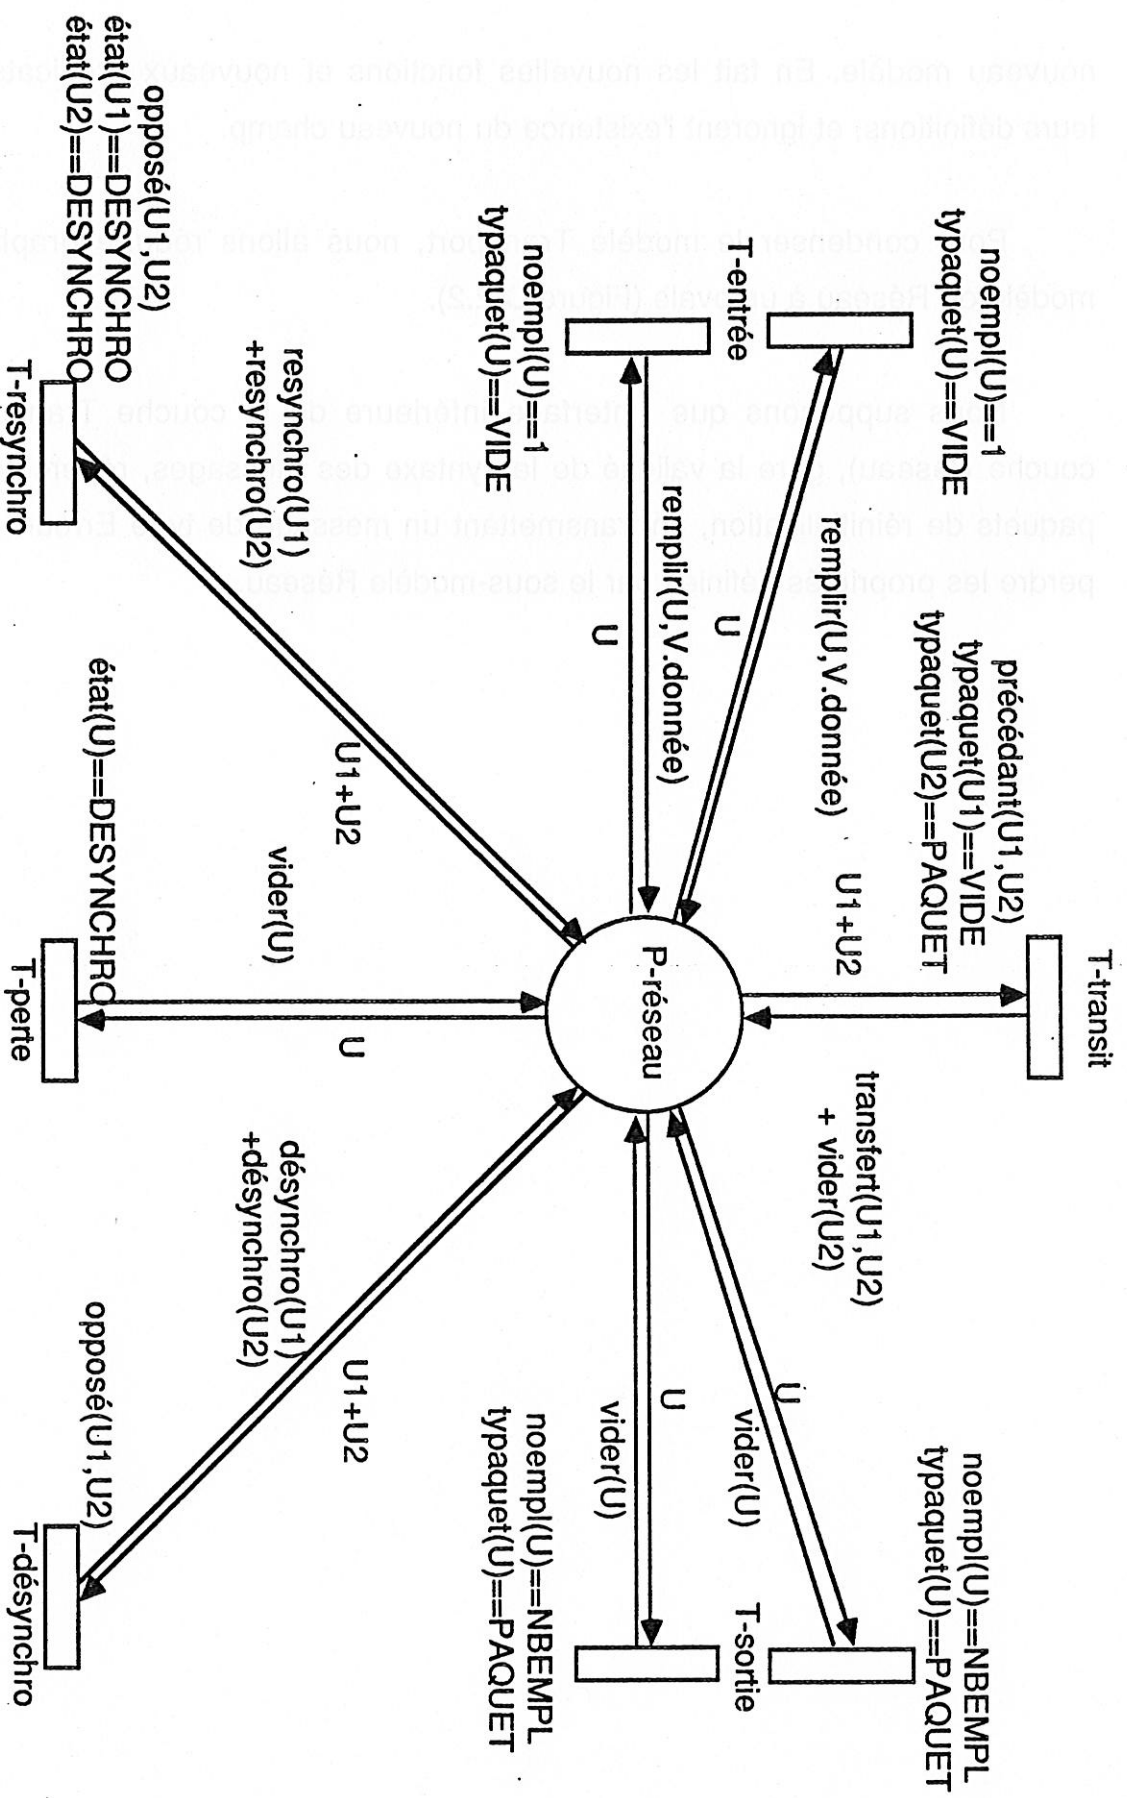 T-transit
précédant(U1,U2)
typaquet(U1)==VIDE
typaquet(U2)==PAQUET
noempl(U)==1
typaquet(U)==VIDE
noempl(U)==NBEMPL
typaquet(U)==PAQUET
U1+U2
transfert(U1,U2)
+ vider(U2)
remplir(U,V.donnée)
U
U
vider(U)
T-entrée
T-sortie
remplir(U,V.donnée)
U
P-réseau
U
vider(U)
noempl(U)==1
typaquet(U)==VIDE
noempl(U)==NBEMPL
typaquet(U)==PAQUET
U1+U2
U
U1+U2
resynchro(U1)
+resynchro(U2)
vider(U)
désynchro(U1)
+désynchro(U2)
opposé(U1,U2)
état(U1)==DESYNCHRO
état(U2)==DESYNCHRO
état(U)==DESYNCHRO
opposé(U1,U2)
T-resynchro
T-perte
T-désynchro